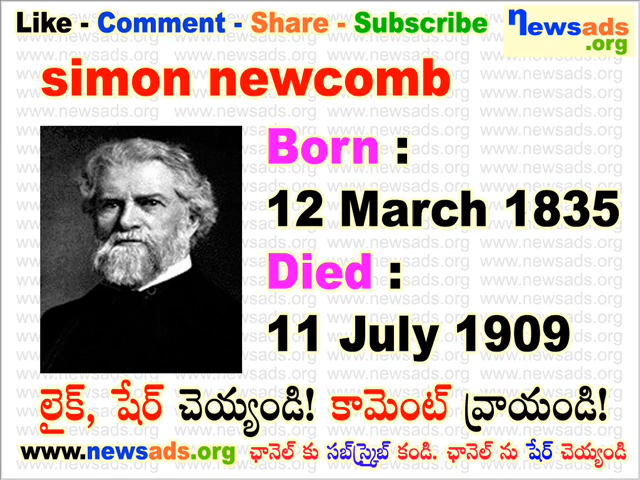 Like - Comment - Share - Subscribe
newsads
.org
simon newcomb
Born :
12 March 1835
Died :
11 July 1909
లైక్, షేర్ చెయ్యండి! కామెంట్ వ్రాయండి!
www.newsads.org ఛానెల్ కు సబ్‌స్క్రైబ్ కండి. ఛానెల్ ను షేర్ చెయ్యండి